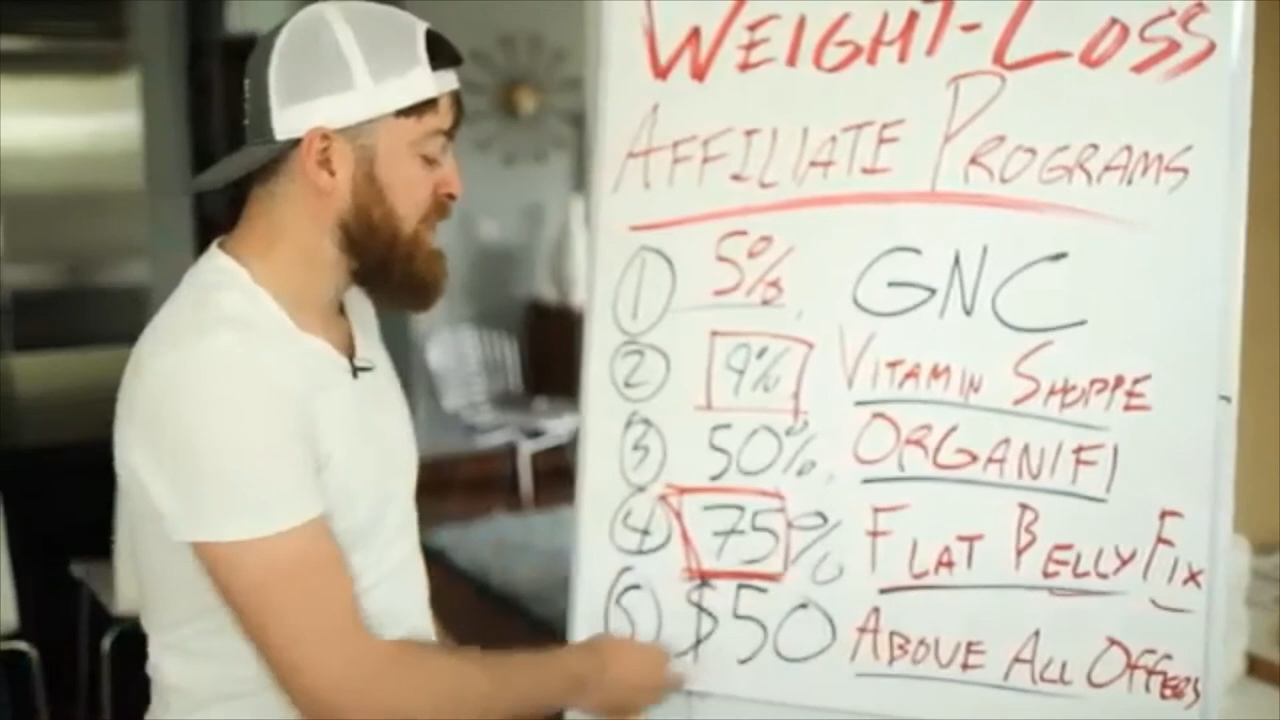 WEIGHT-LOSS
AFFILIATE PROGRAMS
1 5% GNC
2 9% VITAMIN SHOPPE
3 50% ORGANIFI
4 75% FLAT BELLY FIX
5 $50 ABOVE ALL OFFERS